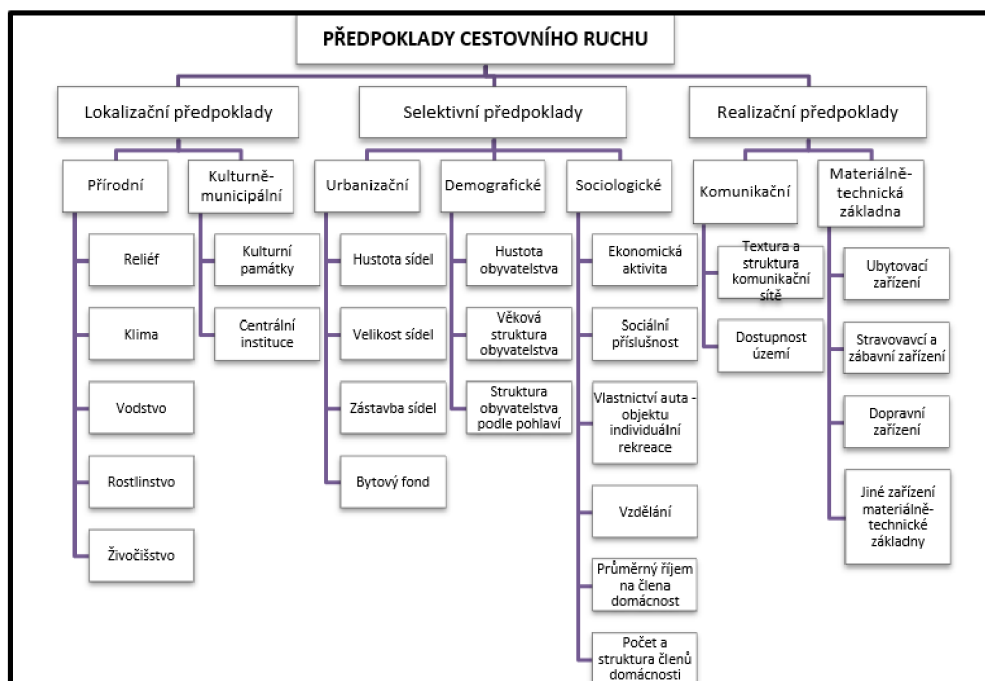 PŘEDPOKLADY CESTOVNÍHO RUCHU
Lokalizační předpoklady
Selektivní předpoklady
Realizační předpoklady
Přírodní
Kulturně-
municipální
Urbanizační
Demografické
Sociologické
Komunikační
Materiálně-
technická
základna
Reliéf
Klima
Vodstvo
Rostlinstvo
Živočišstvo
Kulturní
památky
Centrální
instituce
Hustota sídel
Velikost sídel
Zástavba sídel
Bytový fond
Hustota
obyvatelstva
Věková
struktura
obyvatelstva
Struktura
obyvatelstva
podle pohlaví
Ekonomická
aktivita
Sociální
příslušnost
Vlastnictví auta -
objektu
individuální
rekreace
Vzdělání
Průměrný říjem
na člena
domácnost
Počet a
struktura členů
domácnosti
Textura a
struktura
komunikační
sítě
Dostupnost
území
Ubytovací
zařízení
Stravovací a
zábavní zařízení
Dopravní
zařízení
Jiné zařízení
materiálně-
technické
základny